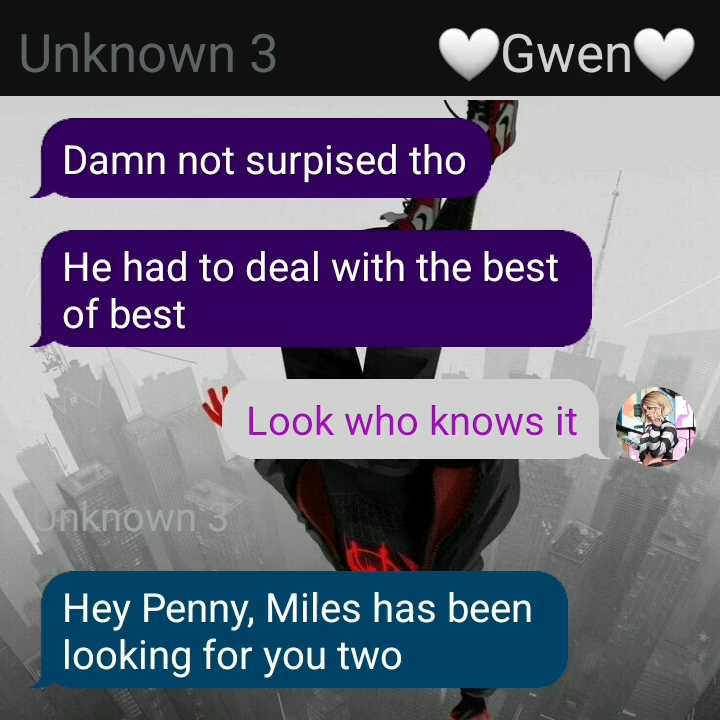 Unknown 3
🤍Gwen🤍
Damn not surpised tho
He had to deal with the best
of best
Look who knows it
Unknown 3
Hey Penny, Miles has been
looking for you two